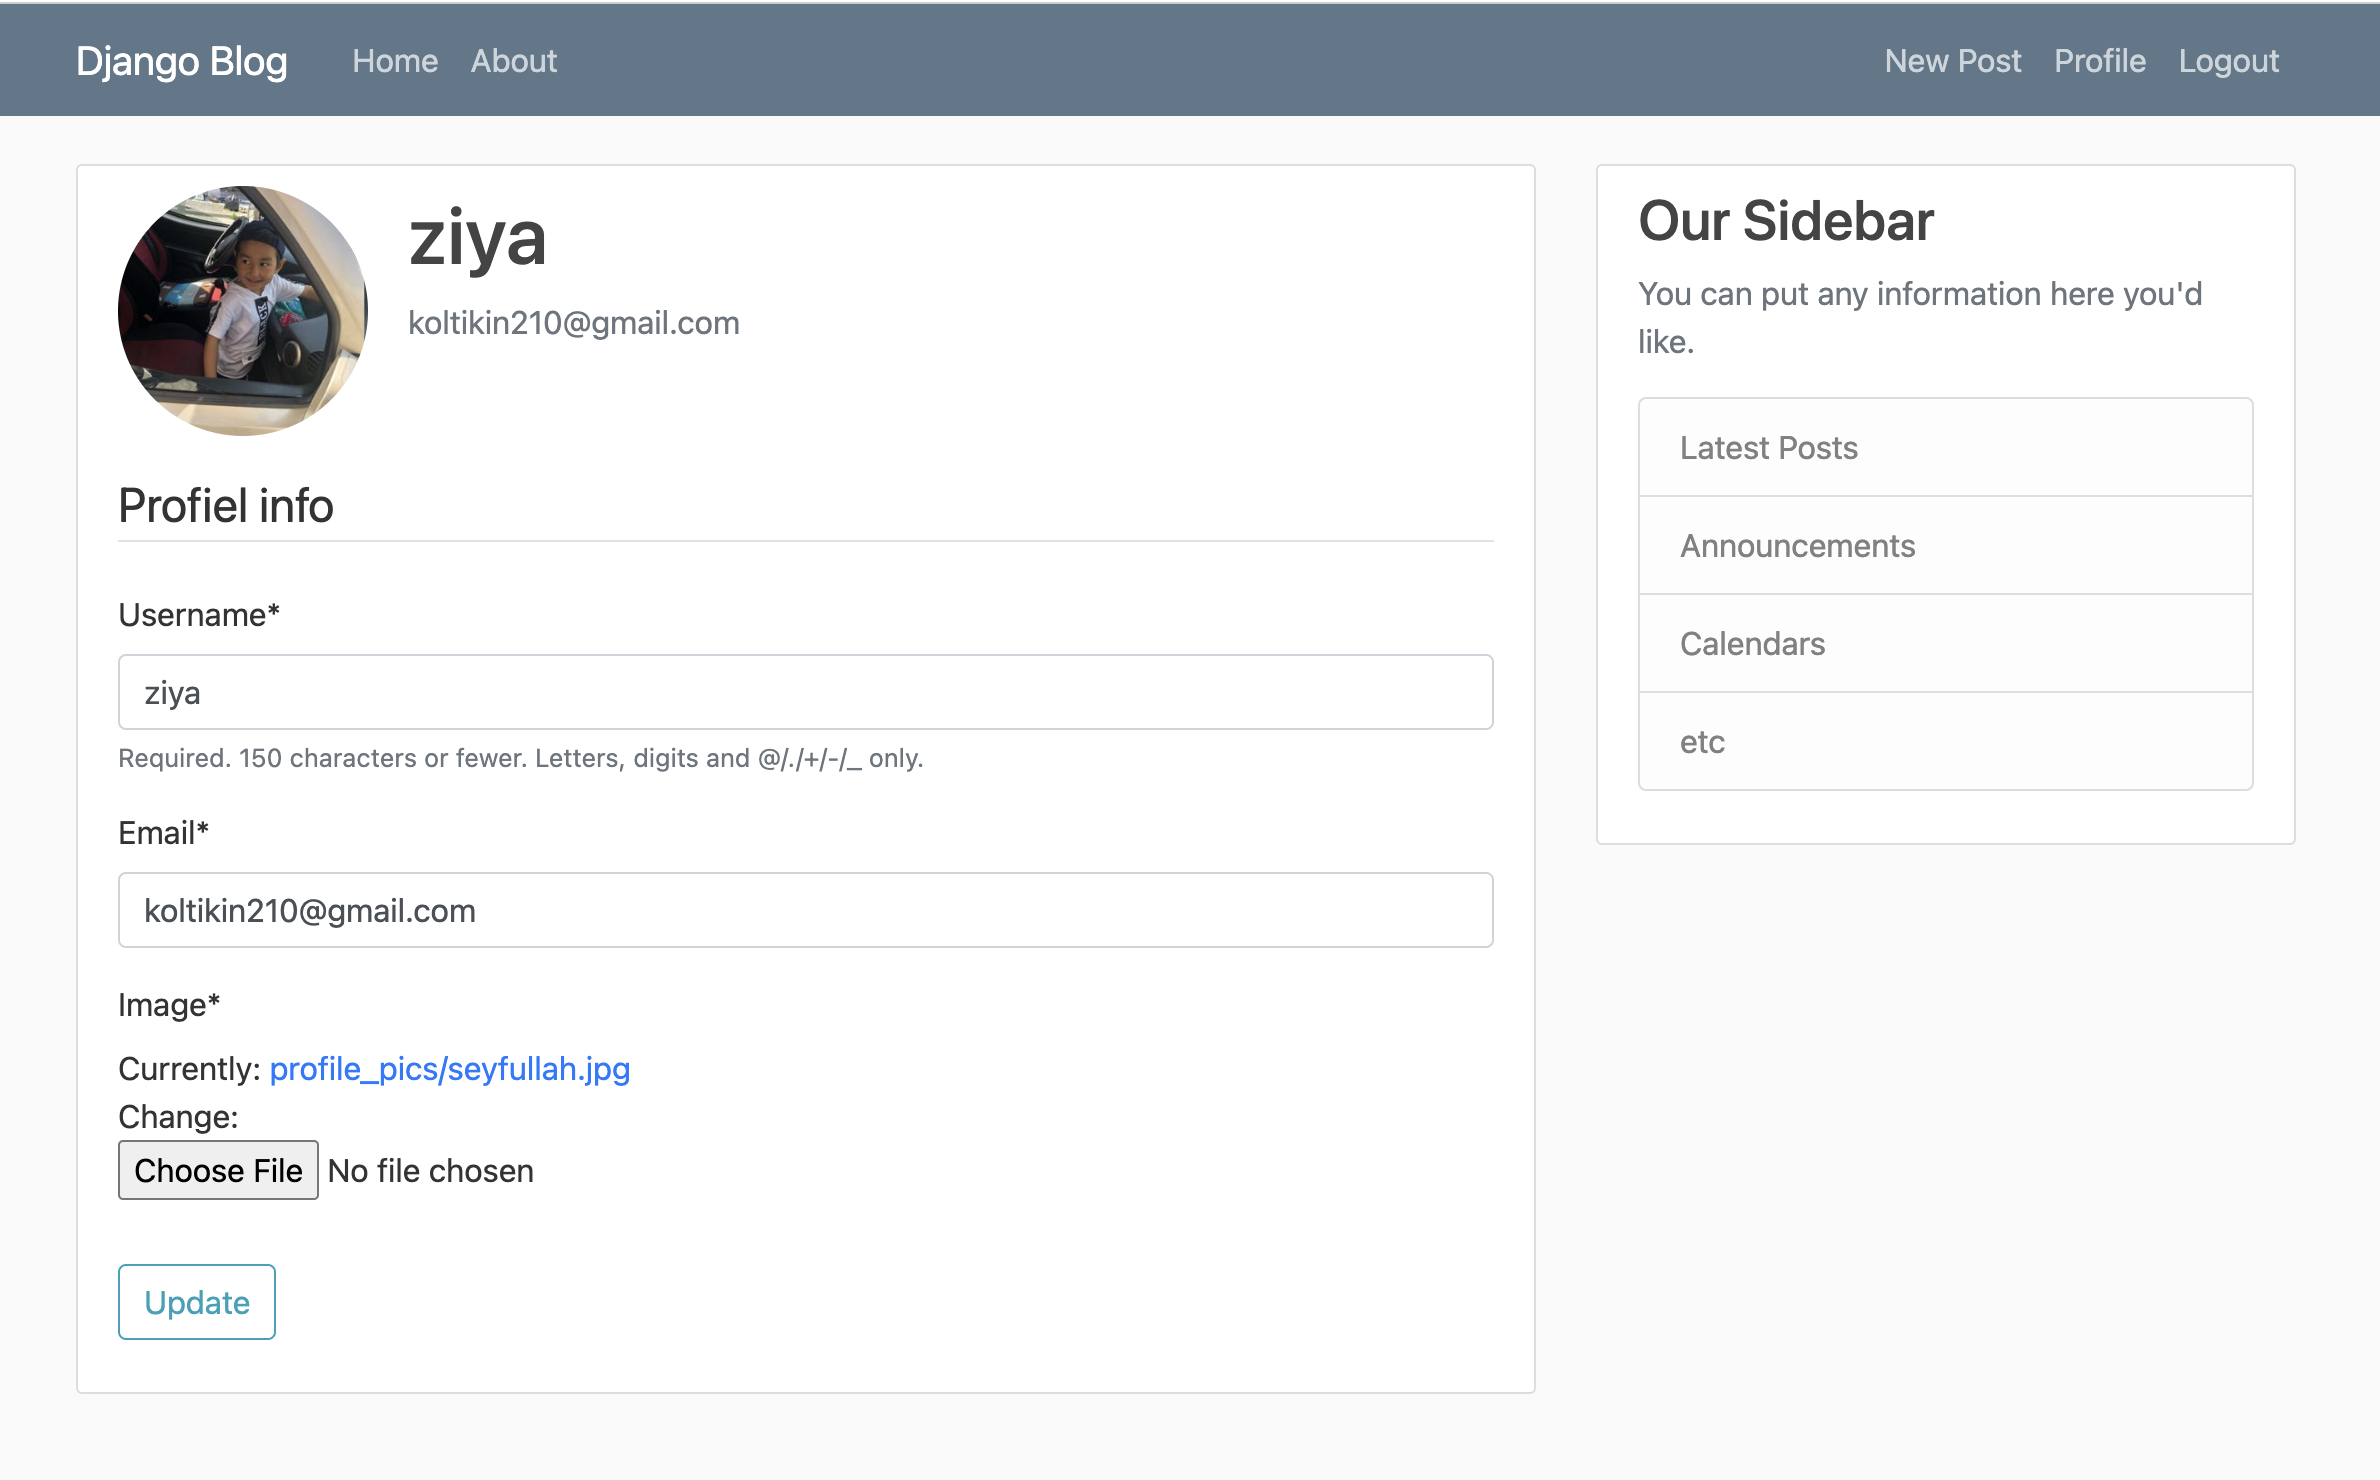 Django Blog Home About New Post Profile Logout
ziya
koltikin210@gmail.com
Profiel info
Username*
ziya
Required. 150 characters or fewer. Letters, digits and @/./+/-/_ only.
Email*
koltikin210@gmail.com
Image*
Currently: profile_pics/seyfullah.jpg
Change:
Choose File No file chosen
Update
Our Sidebar
You can put any information here you'd
like.
Latest Posts
Announcements
Calendars
etc